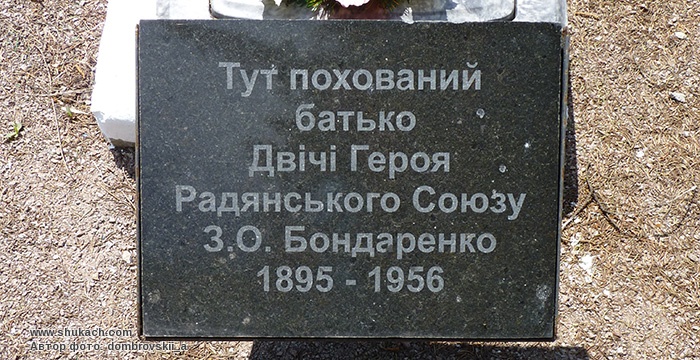 Тут похований
батько
Двічі Героя
Радянського Союзу
З.О. Бондаренко
1895 - 1956
www.shukach.com
Автор фото: dombrovskii_a